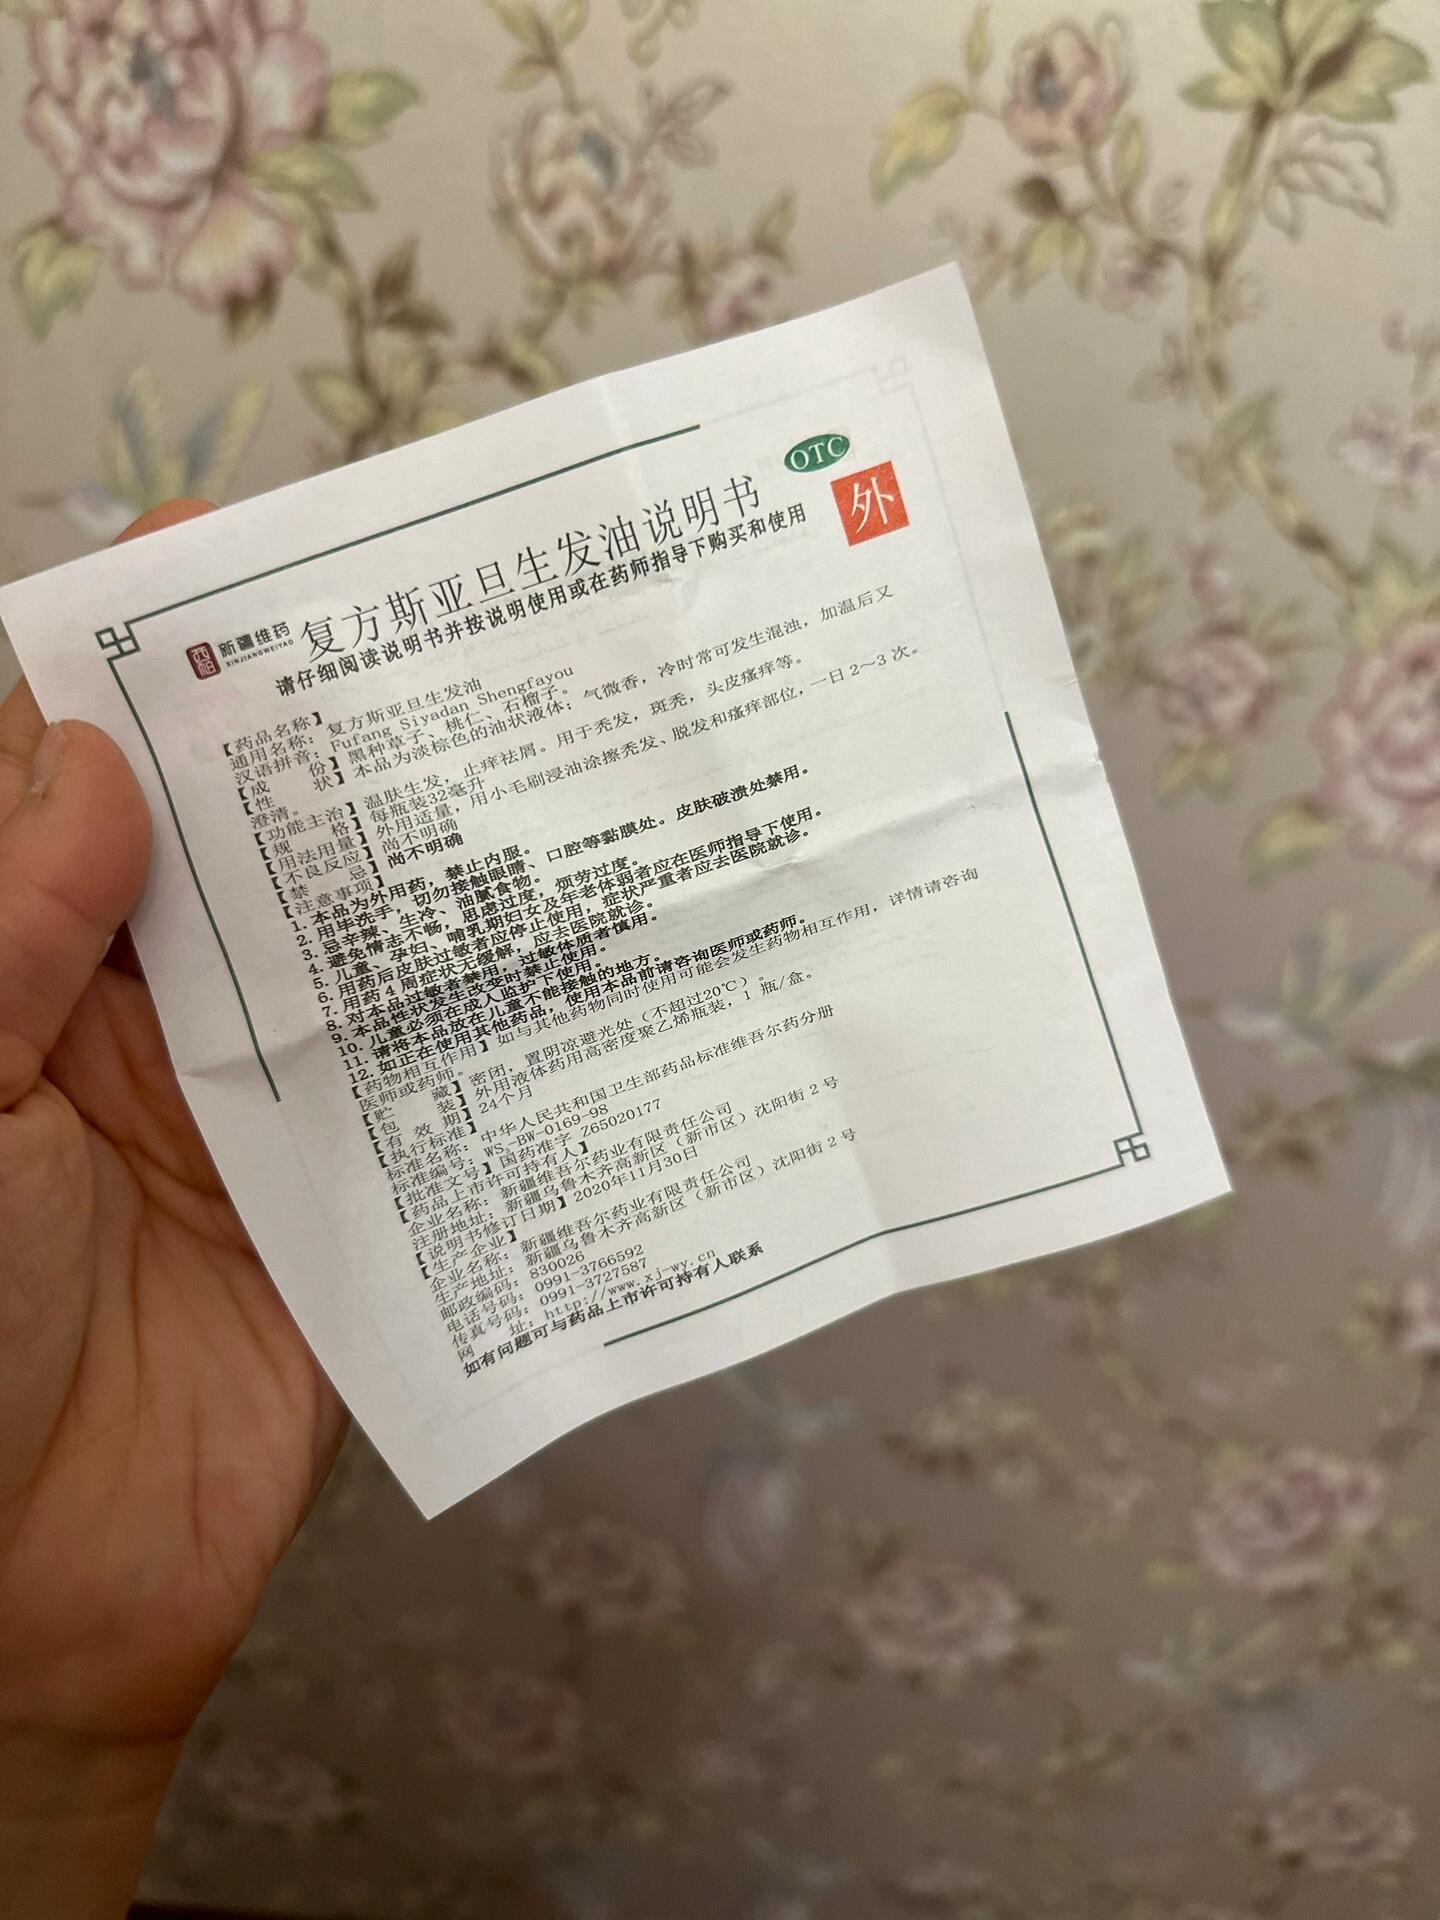 OTC
外
新疆维药
XINJIANGWEIYAO
复方斯亚旦生发油说明书
请仔细阅读说明书并按说明使用或在药师指导下购买和使用
【药品名称】
通用名称：复方斯亚旦生发油
汉语拼音：Fufang Siyadan Shengfayou
【成 份】黑种草子、桃仁、石榴子。
【性 状】本品为淡棕色的油状液体；气微香，冷时常可发生混浊，加温后又
澄清。
【功能主治】温肤生发，止痒祛屑。用于秃发，斑秃，头皮瘙痒等。
【规 格】每瓶装32毫升
【用法用量】外用适量，用小毛刷浸油涂擦秃发、脱发和瘙痒部位，一日 2～3 次。
【不良反应】尚不明确
【禁 忌】尚不明确
【注意事项】
1. 本品为外用药，禁止内服。
2. 用毕洗手，切勿接触眼睛、口腔等黏膜处。皮肤破溃处禁用。
3. 忌辛辣、生冷、油腻食物。
4. 避免情志不畅，思虑过度，烦劳过度。
5. 儿童、孕妇、哺乳期妇女及年老体弱者应在医师指导下使用。
6. 用药后皮肤过敏者应停止使用，症状严重者应去医院就诊。
7. 用药 4 周症状无缓解，应去医院就诊。
8. 对本品过敏者禁用，过敏体质者慎用。
9. 本品性状发生改变时禁止使用。
10. 儿童必须在成人监护下使用。
11. 请将本品放在儿童不能接触的地方。
12. 如正在使用其他药品，使用本品前请咨询医师或药师。
【药物相互作用】如与其他药物同时使用可能会发生药物相互作用，详情请咨询
医师或药师。
【贮 藏】密闭，置阴凉避光处（不超过20℃）。
【包 装】外用液体药用高密度聚乙烯瓶装，1 瓶/盒。
【有 效 期】24个月
【执行标准】
标准名称：中华人民共和国卫生部药品标准维吾尔药分册
标准编号：WS₃-BW-0169-98
【批准文号】国药准字 Z65020177
【药品上市许可持有人】
企业名称：新疆维吾尔药业有限责任公司
注册地址：新疆乌鲁木齐高新区（新市区）沈阳街 2 号
【说明书修订日期】2020年11月30日
【生产企业】
企业名称：新疆维吾尔药业有限责任公司
生产地址：新疆乌鲁木齐高新区（新市区）沈阳街 2 号
邮政编码：830026
电话号码：0991-3766592
传真号码：0991-3727587
网 址：http://www.xj-wy.cn
如有问题可与药品上市许可持有人联系